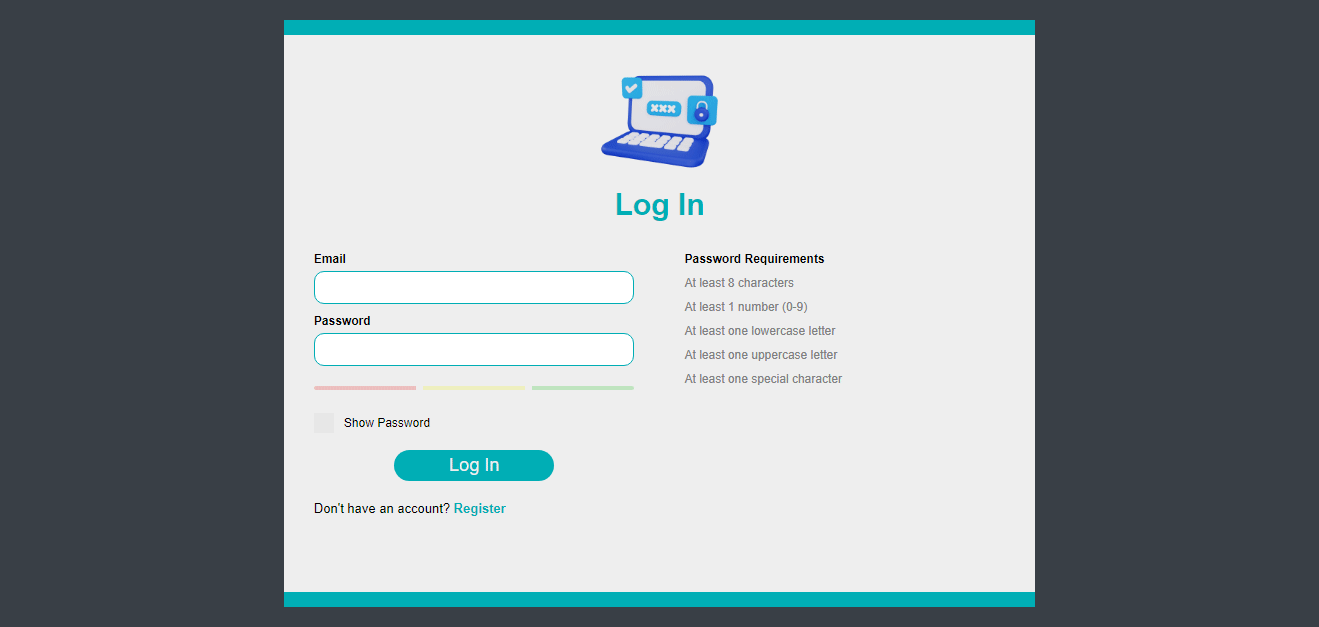 xxx
Log In
Email
Password
Show Password
Log In
Don't have an account? Register
Password Requirements
At least 8 characters
At least 1 number (0-9)
At least one lowercase letter
At least one uppercase letter
At least one special character